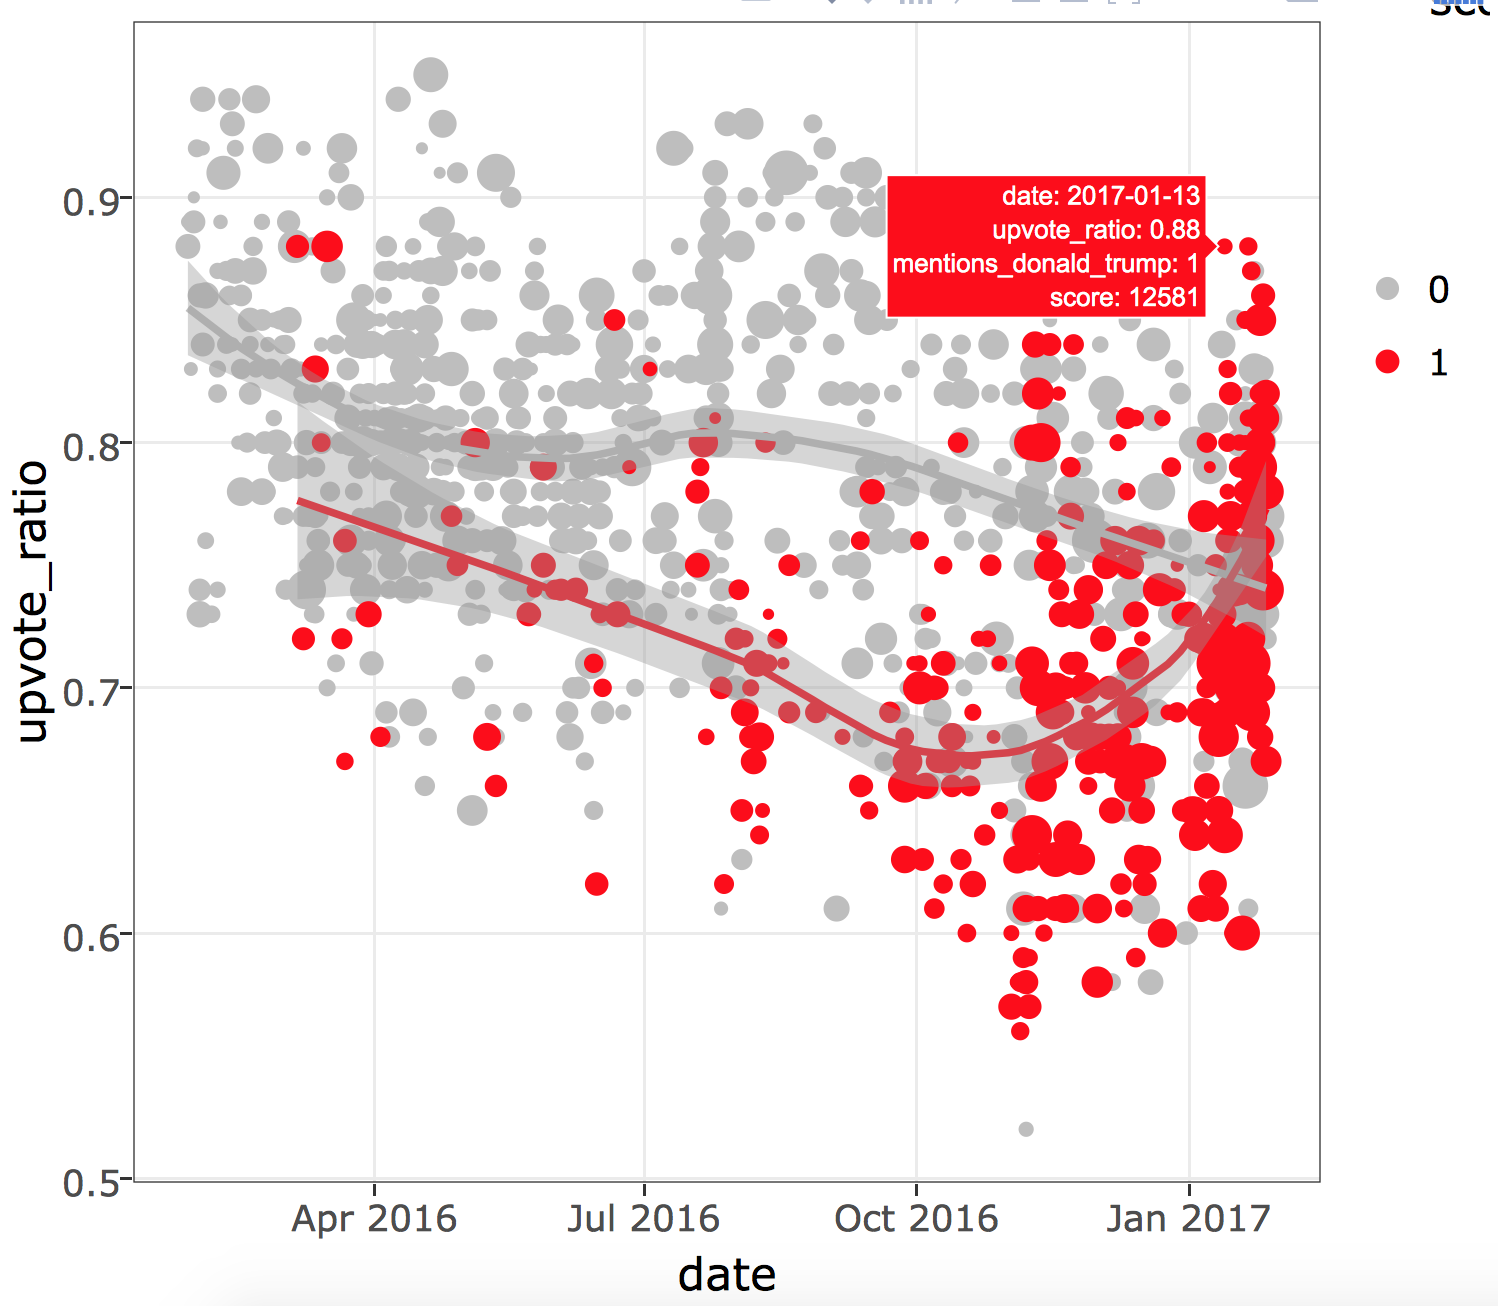 0.9
0.8
0.7
0.6
0.5
upvote_ratio
date: 2017-01-13
upvote_ratio: 0.88
mentions_donald_trump: 1
score: 12581
0
1
Apr 2016
Jul 2016
Oct 2016
Jan 2017
date